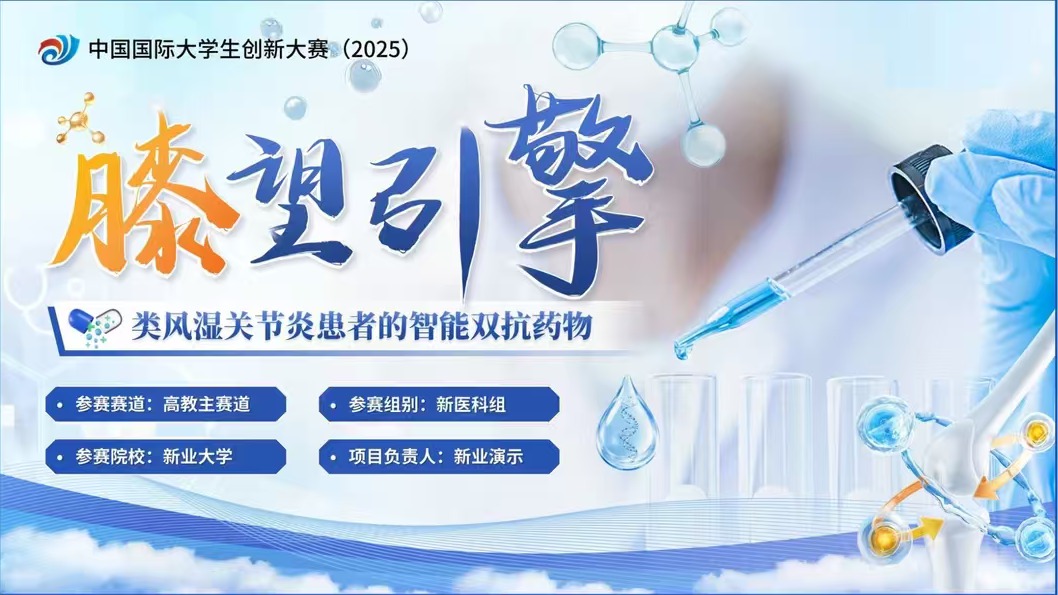 中国国际大学生创新大赛（2025）
膝望引擎
类风湿关节炎患者的智能双抗药物
• 参赛赛道：高教主赛道
• 参赛组别：新医科组
• 参赛院校：新业大学
• 项目负责人：新业演示